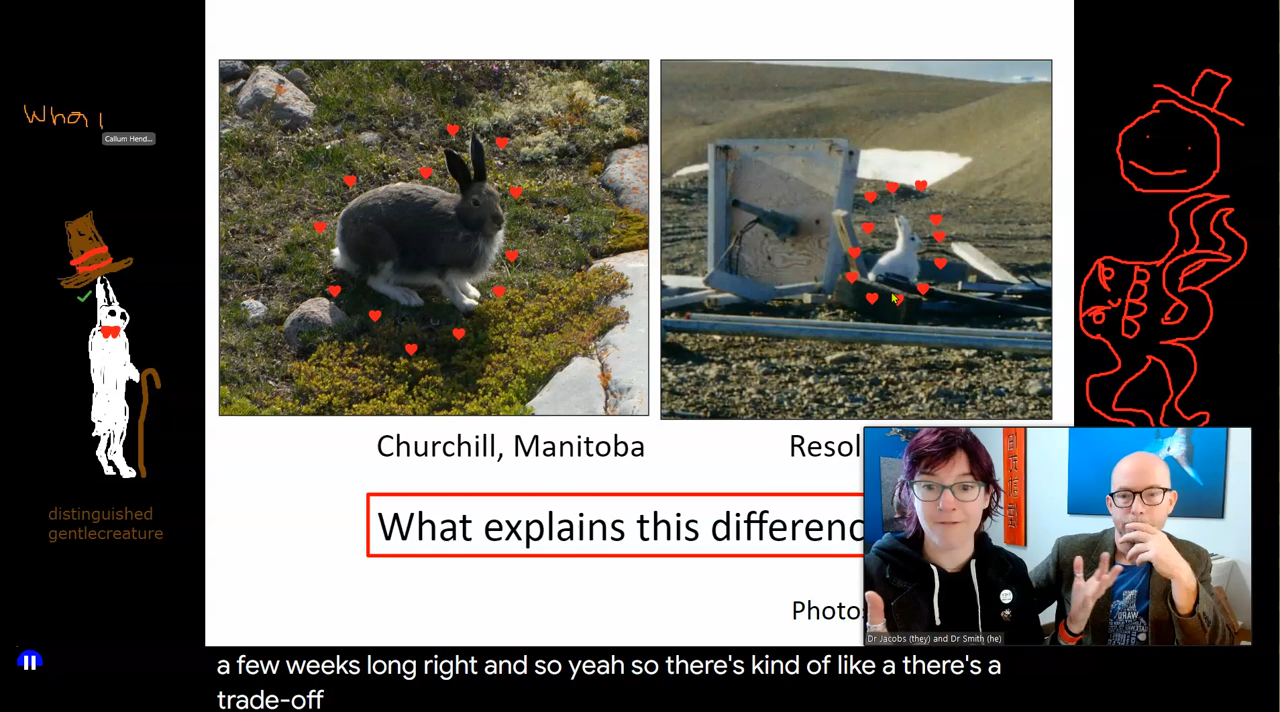 Wha
Callum Hend...
distinguished
gentlecreature
Churchill, Manitoba
Resol
What explains this differenc
Photo
Dr Jacobs (they) and Dr Smith (he)
a few weeks long right and so yeah so there's kind of like a there's a
trade-off